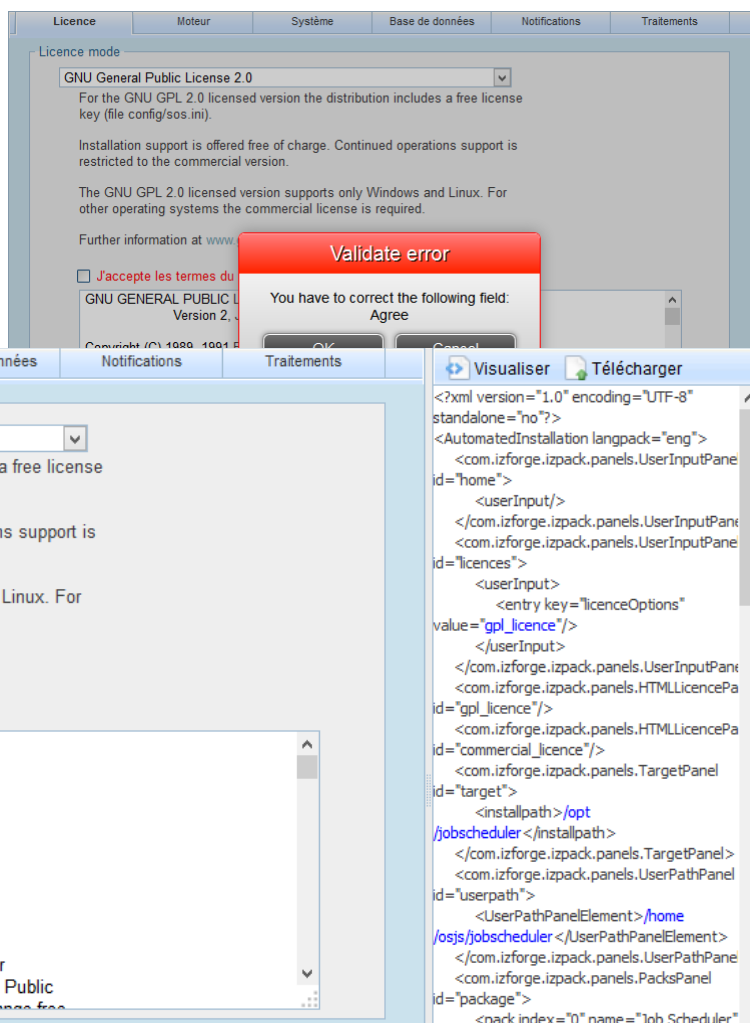 Licence Moteur Système Base de données Notifications Traitements
Licence mode
GNU General Public License 2.0
For the GNU GPL 2.0 licensed version the distribution includes a free license
key (file config/sos.ini).
Installation support is offered free of charge. Continued operations support is
restricted to the commercial version.
The GNU GPL 2.0 licensed version supports only Windows and Linux. For
other operating systems the commercial license is required.
Further information at www.
J'accepte les termes du
GNU GENERAL PUBLIC L
Version 2, J
Copyright (C) 1989, 1991 F
Validate error
You have to correct the following field:
Agree
OK Cancel
nnées Notifications Traitements
a free license
ns support is
Linux. For
r
Public
ange free
Visualiser Télécharger
<?xml version="1.0" encoding="UTF-8"
standalone="no"?>
<AutomatedInstallation langpack="eng">
<com.izforge.izpack.panels.UserInputPane
id="home">
<userInput/>
</com.izforge.izpack.panels.UserInputPane
<com.izforge.izpack.panels.UserInputPane
id="licences">
<userInput>
<entry key="licenceOptions"
value="gpl_licence"/>
</userInput>
</com.izforge.izpack.panels.UserInputPane
<com.izforge.izpack.panels.HTMLLicencePa
id="gpl_licence"/>
<com.izforge.izpack.panels.HTMLLicencePa
id="commercial_licence"/>
<com.izforge.izpack.panels.TargetPanel
id="target">
<installpath>/opt
/jobscheduler</installpath>
</com.izforge.izpack.panels.TargetPanel>
<com.izforge.izpack.panels.UserPathPanel
id="userpath">
<UserPathPanelElement>/home
/osjs/jobscheduler</UserPathPanelElement>
</com.izforge.izpack.panels.UserPathPane
<com.izforge.izpack.panels.PacksPanel
id="package">
<pack index="0" name="Job Scheduler"